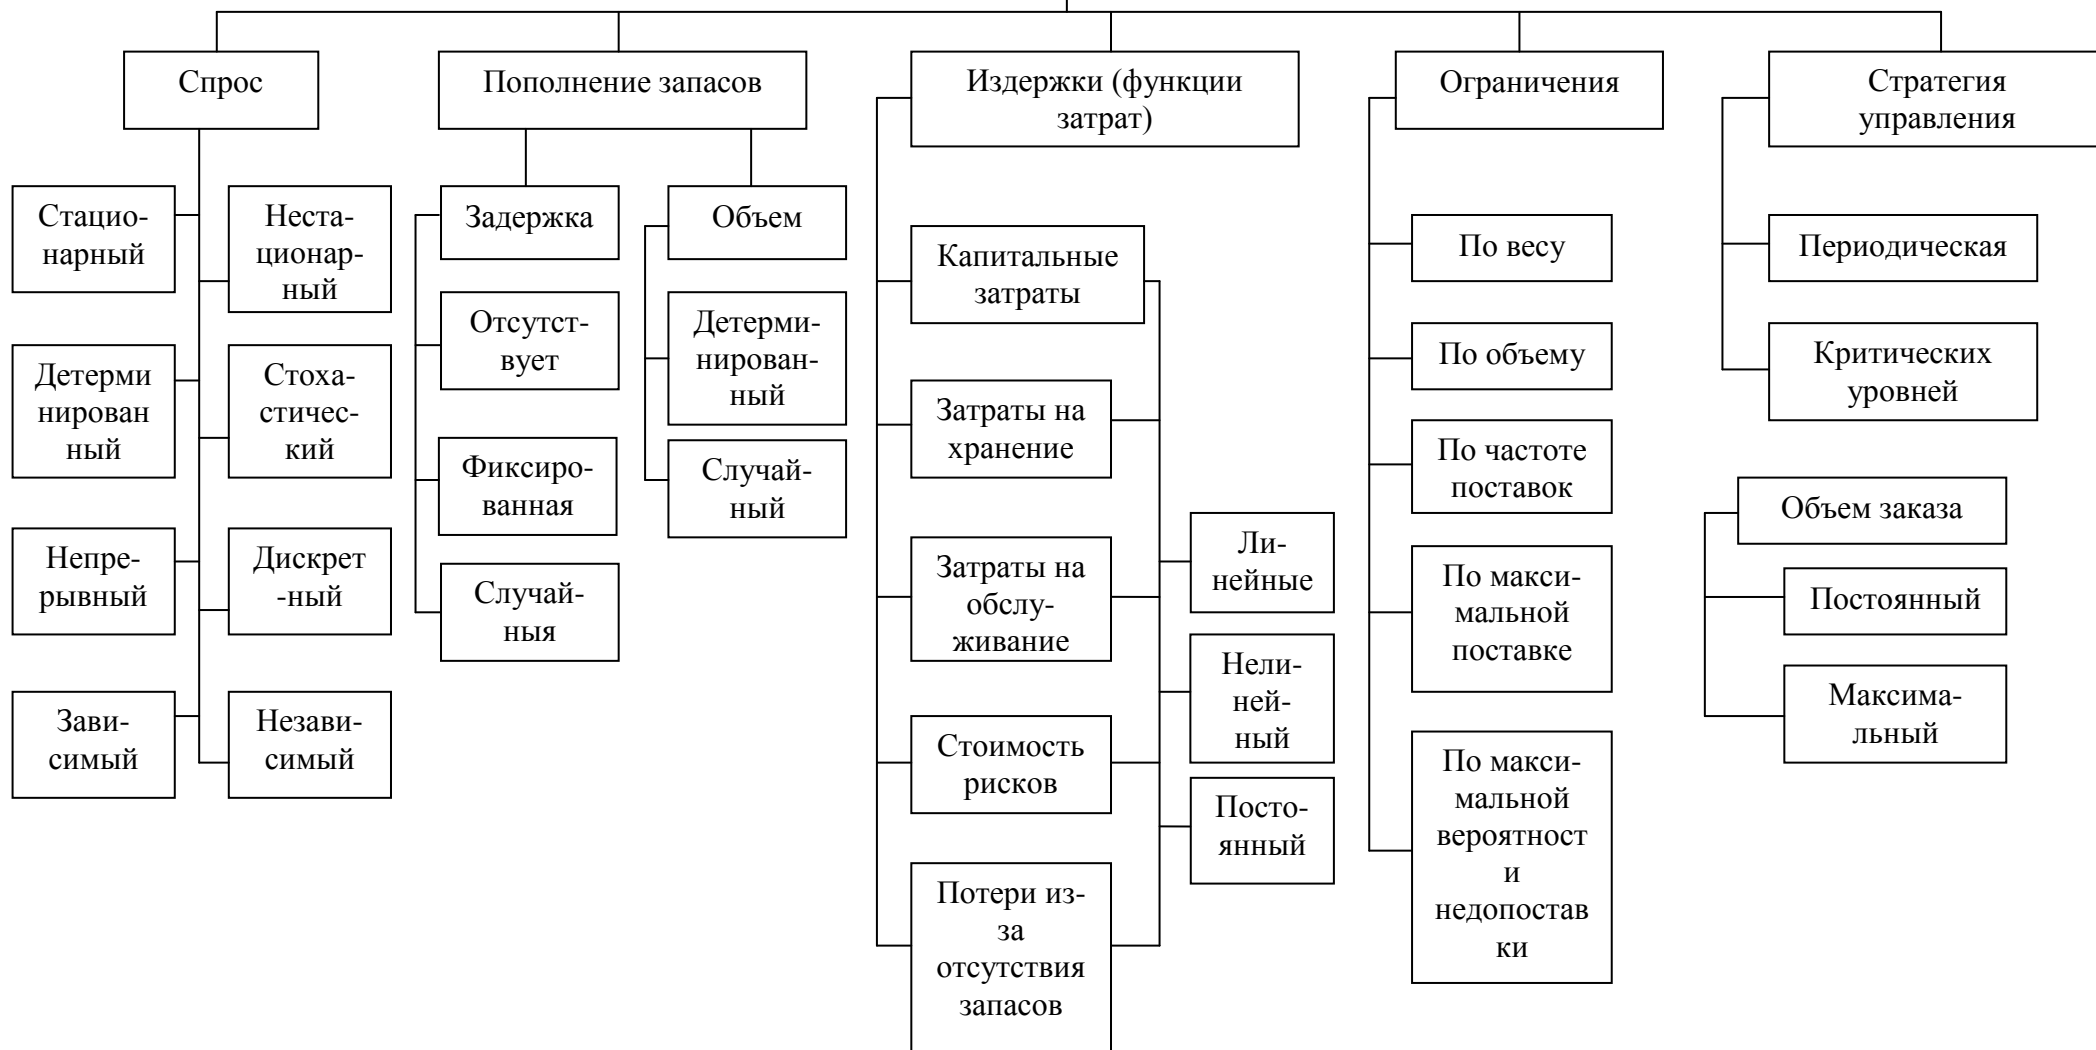 Спрос
Пополнение запасов
Издержки (функции
затрат)
Ограничения
Стратегия
управления
Стацио-
нарный
Неста-
ционар-
ный
Детерми
нирован
ный
Стоха-
стичес-
кий
Непре-
рывный
Дискрет
-ный
Зави-
симый
Незави-
симый
Задержка
Отсутст-
вует
Фиксиро-
ванная
Случай-
ныя
Объем
Детерми-
нирован-
ный
Случай-
ный
Капитальные
затраты
Затраты на
хранение
Затраты на
обслу-
живание
Стоимость
рисков
Потери из-
за
отсутствия
запасов
Ли-
нейные
Нели-
ней-
ный
Посто-
янный
По весу
По объему
По частоте
поставок
По макси-
мальной
поставке
По макси-
мальной
вероятност
и
недопостав
ки
Периодическая
Критических
уровней
Объем заказа
Постоянный
Максима-
льный